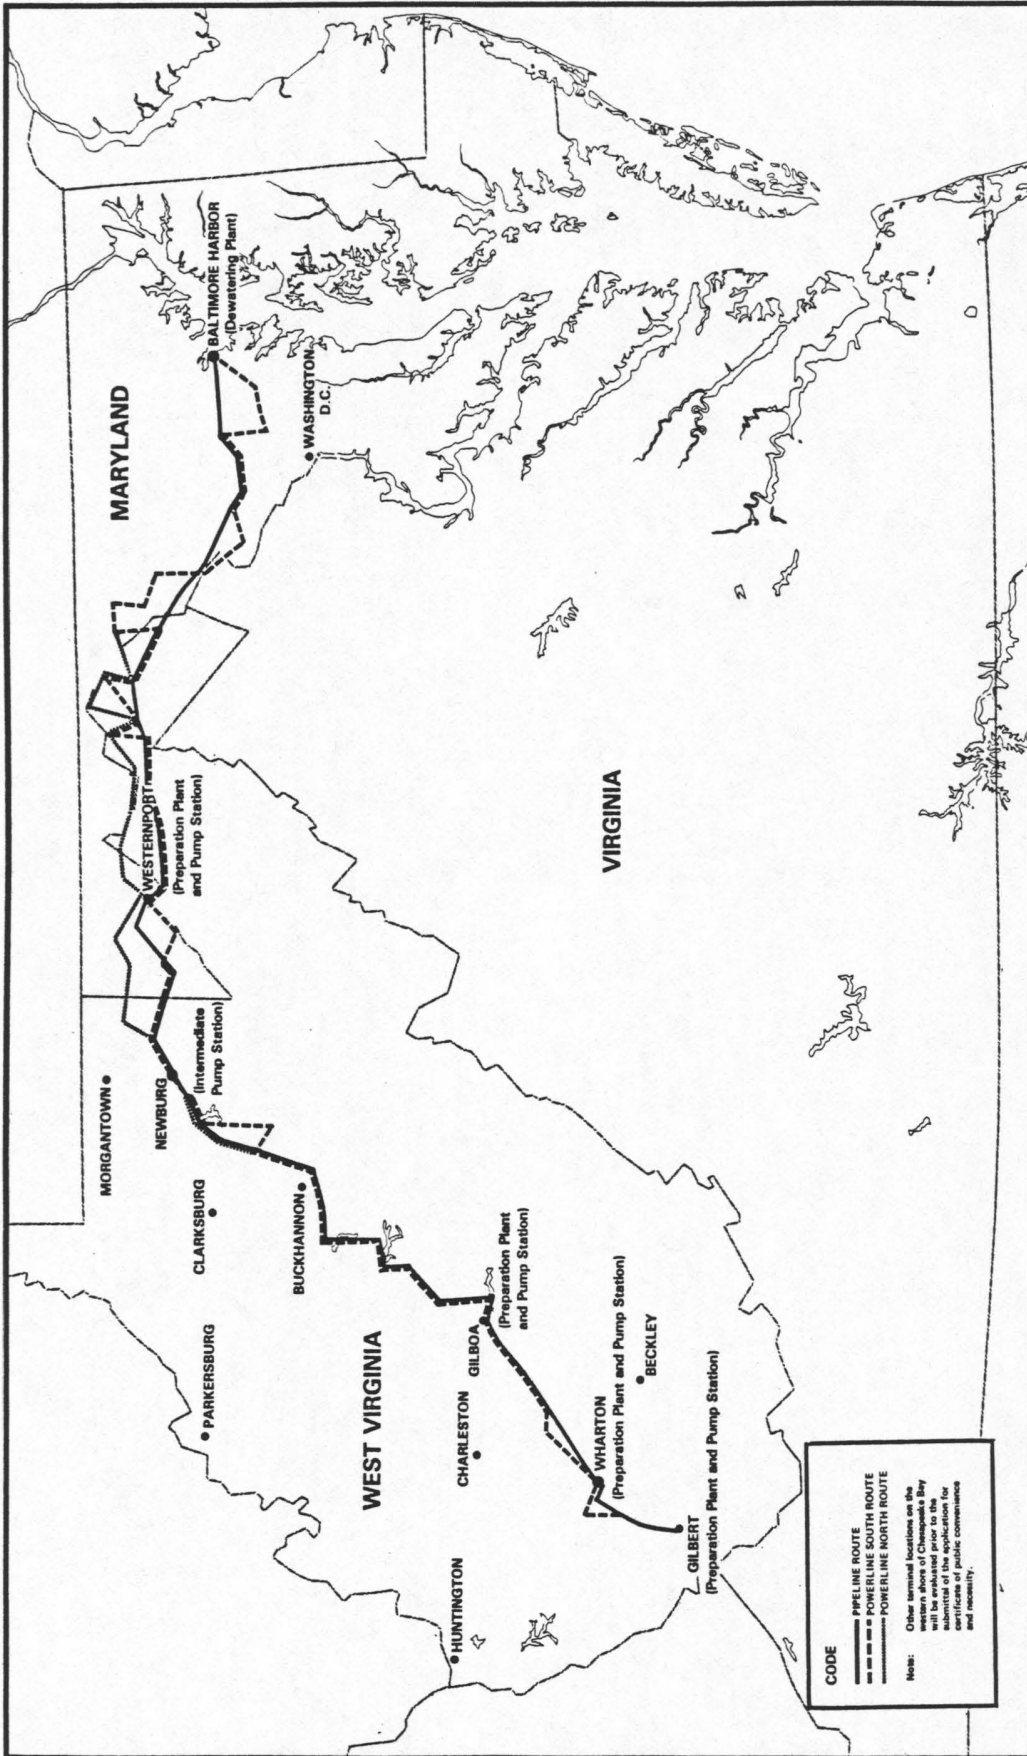 MARYLAND
BALTIMORE HARBOR
(Dewatering Plant)
WASHINGTON
D.C.
WESTERNPORT
(Preparation Plant
and Pump Station)
MORGANTOWN
NEWBURG
(Intermediate
Pump Station)
CLARKSBURG
BUCKHANNON
PARKERSBURG
WEST VIRGINIA
VIRGINIA
GILBOA
(Preparation Plant
and Pump Station)
CHARLESTON
BECKLEY
WHARTON
(Preparation Plant and Pump Station)
HUNTINGTON
GILBERT
(Preparation Plant and Pump Station)
CODE
PIPELINE ROUTE
POWERLINE SOUTH ROUTE
POWERLINE NORTH ROUTE
Note: Other terminal locations on the
western shore of Chesapeake Bay
will be evaluated prior to the
submittal of the application for
certificate of public convenience
and necessity.